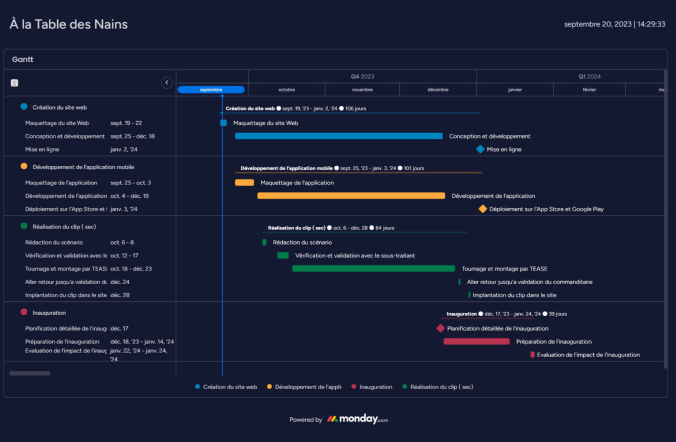 À la Table des Nains
septembre 20, 2023 | 14:29:33
Gantt
Q4 2023
Q1 2024
septembre
octobre
novembre
décembre
janvier
février
Création du site web
Création du site web ● sept. 19, '23 - janv. 2, '24 ● 106 jours
Maquettage du site Web sept. 19 - 22
Maquettage du site Web
Conception et développement sept. 25 - déc. 18
Conception et développement
Mise en ligne janv. 2, '24
Mise en ligne
Développement de l'application mobile
Développement de l'application mobile ● sept. 25, '23 - janv. 3, '24 ● 101 jours
Maquettage de l'application sept. 25 - oct. 3
Maquettage de l'application
Développement de l'application oct. 4 - déc. 19
Développement de l'application
Déploiement sur l'App Store et janv. 3, '24
Déploiement sur l'App Store et Google Play
Réalisation du clip ( sec)
Réalisation du clip ( sec) ● oct. 6 - déc. 28 ● 84 jours
Rédaction du scénario oct. 6 - 8
Rédaction du scénario
Vérification et validation avec le oct. 12 - 17
Vérification et validation avec le sous-traitant
Tournage et montage par TEASE oct. 18 - déc. 23
Tournage et montage par TEASE
Aller retour jusqu'a validation du déc. 24
Aller retour jusqu'a validation du commanditaire
Implantation du clip dans le site déc. 28
Implantation du clip dans le site
Inauguration
Inauguration ● déc. 17, '23 - janv. 24, '24 ● 39 jours
Planification détaillée de l'inaug déc. 17
Planification détaillée de l'inauguration
Préparation de l'inauguration déc. 18, '23 - janv. 14, '24
Préparation de l'inauguration
Evaluation de l'impact de l'inaug janv. 22, '24 - janv. 24, '24
Evaluation de l'impact de l'inauguration
Création du site web
Développement de l'appli
Inauguration
Réalisation du clip ( sec)
Powered by monday.com